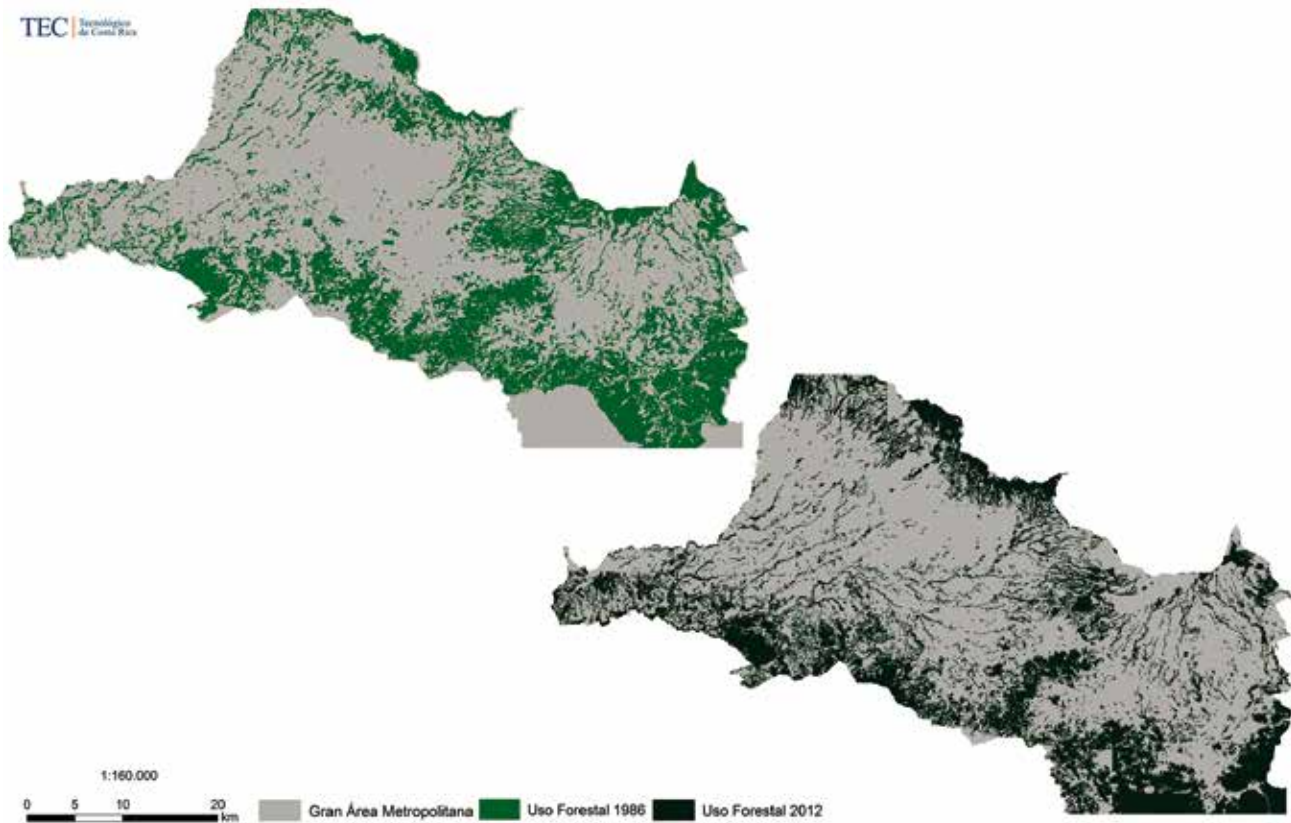 TEC | Tecnológico
de Costa Rica
1:160.000
0 5 10 20
km
Gran Área Metropolitana Uso Forestal 1986 Uso Forestal 2012